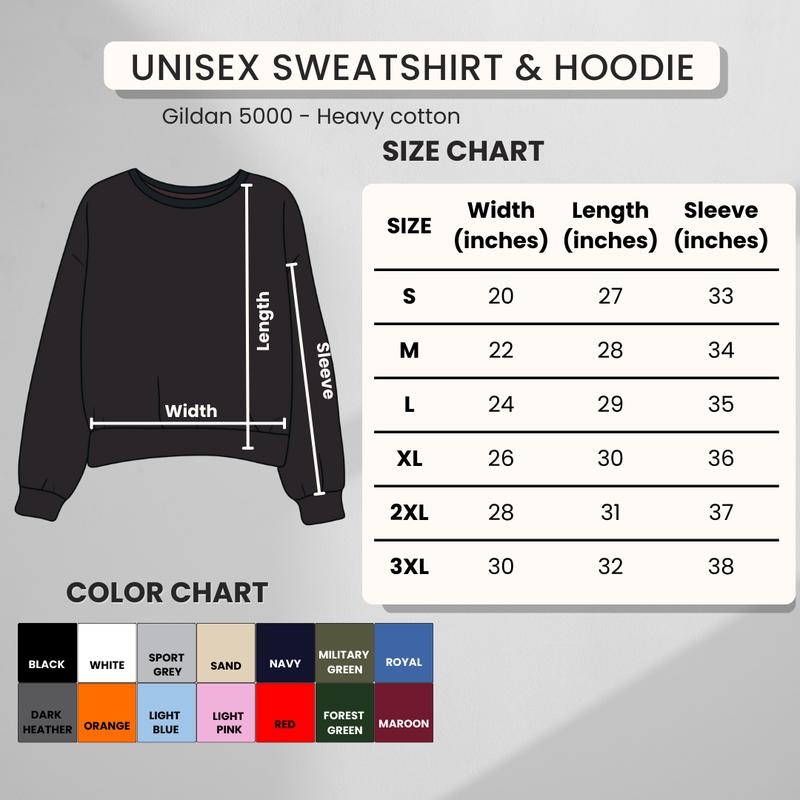 UNISEX SWEATSHIRT & HOODIE
Gildan 5000 - Heavy cotton
SIZE CHART
SIZE Width (inches) Length (inches) Sleeve (inches)
S 20 27 33
M 22 28 34
L 24 29 35
XL 26 30 36
2XL 28 31 37
3XL 30 32 38
Length
Sleeve
Width
COLOR CHART
BLACK WHITE SPORT GREY SAND NAVY MILITARY GREEN ROYAL
DARK HEATHER ORANGE LIGHT BLUE LIGHT PINK RED FOREST GREEN MAROON